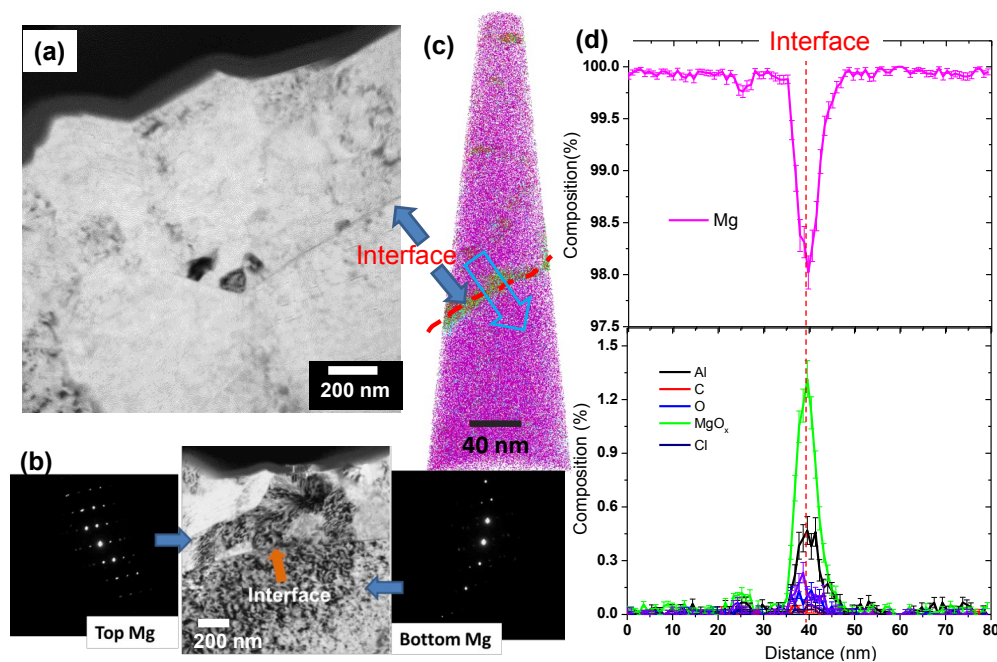 (a)
200 nm
(b)
Top Mg
Interface
200 nm
Bottom Mg
(c)
Interface
40 nm
(d)
Interface
100.0
99.5
99.0
98.5
98.0
97.5
Composition(%)
Mg
1.5
1.2
0.9
0.6
0.3
0.0
Composition (%)
Al
C
O
MgOx
Cl
0 10 20 30 40 50 60 70 80
Distance (nm)